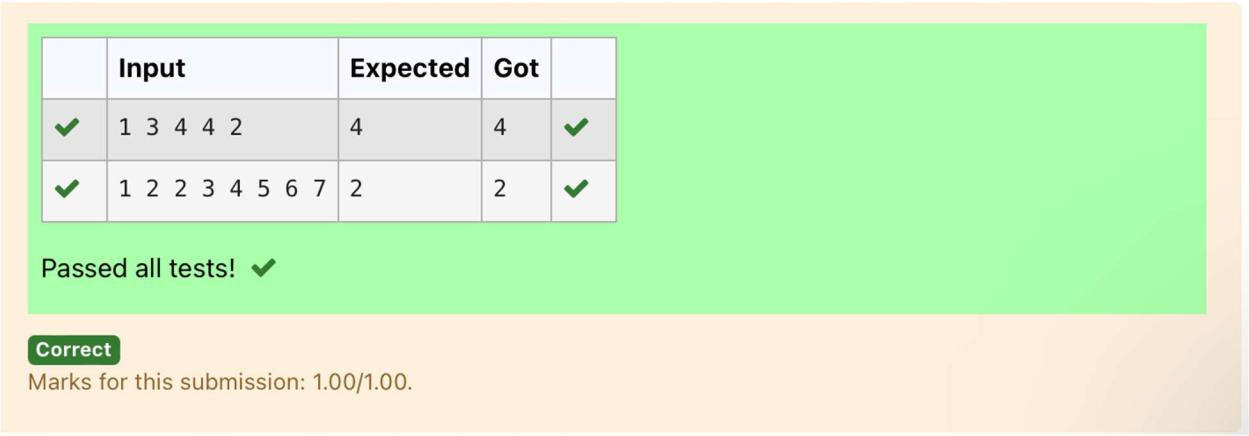 Input Expected Got
1 3 4 4 2 4 4
1 2 2 3 4 5 6 7 2 2
Passed all tests!
Correct
Marks for this submission: 1.00/1.00.